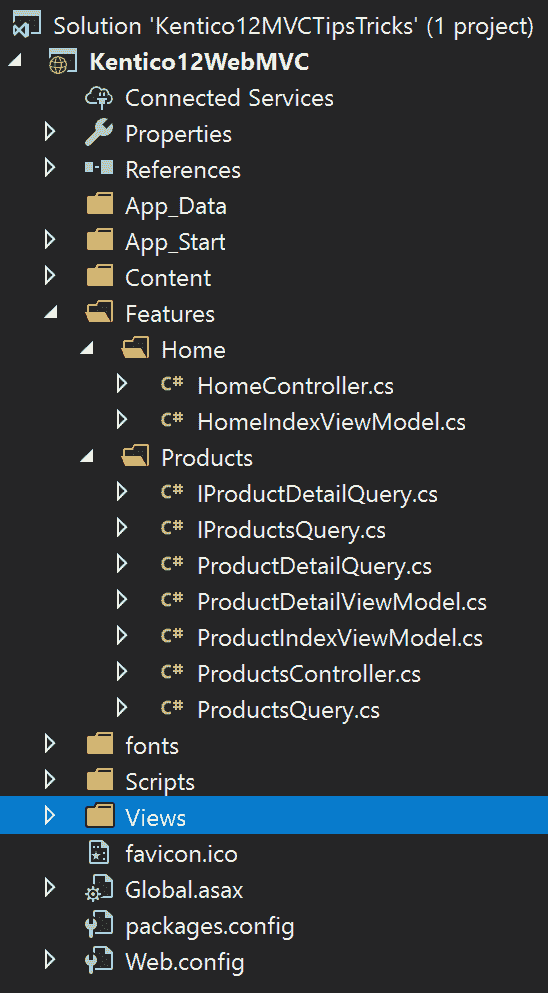 Solution 'Kentico12MVCTipsTricks' (1 project)
Kentico12WebMVC
Connected Services
Properties
References
App_Data
App_Start
Content
Features
Home
C# HomeController.cs
C# HomeIndexViewModel.cs
Products
C# IProductDetailQuery.cs
C# IProductsQuery.cs
C# ProductDetailQuery.cs
C# ProductDetailViewModel.cs
C# ProductIndexViewModel.cs
C# ProductsController.cs
C# ProductsQuery.cs
fonts
Scripts
Views
favicon.ico
Global.asax
packages.config
Web.config